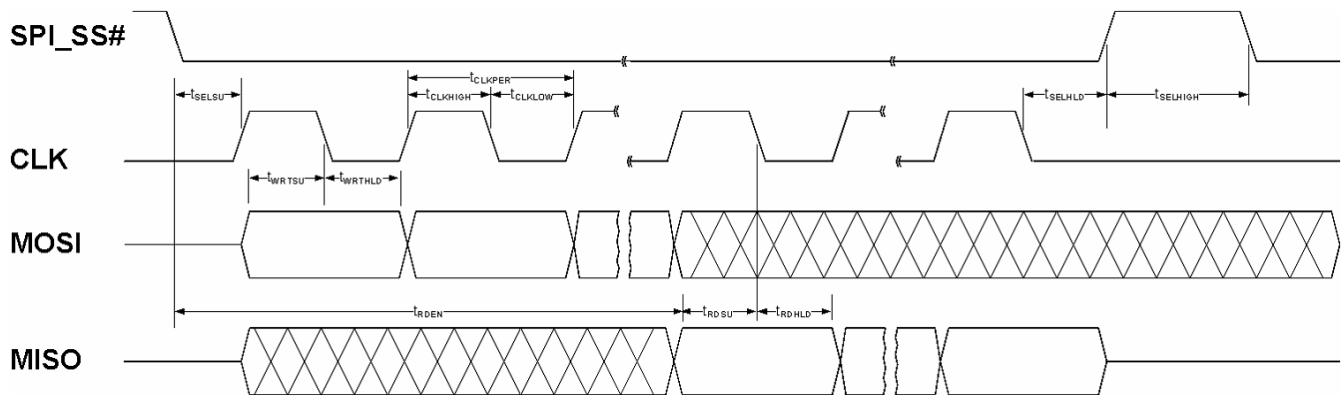 SPI_SS#
tCLKPER
tSELSU
tCLKHIGH
tCLKLOW
tSELHLD
tSELHIGH
CLK
tWRTSU
tWRTHLD
MOSI
tRDEN
tRDSU
tRDHLD
MISO